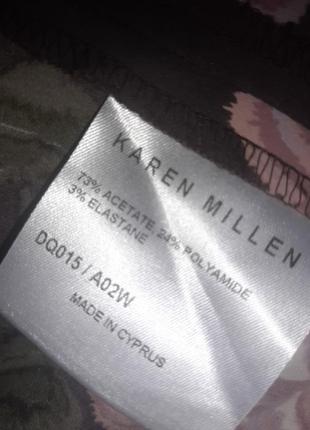 KAREN MILLEN
73% ACETATE, 24% POLYAMIDE
3% ELASTANE
DQ015 / A02W
MADE IN CYPRUS